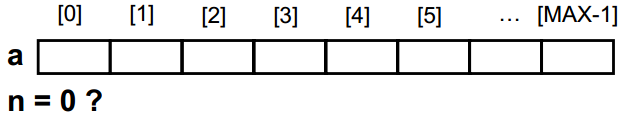 [0] [1] [2] [3] [4] [5] ... [MAX-1]
a
n = 0 ?